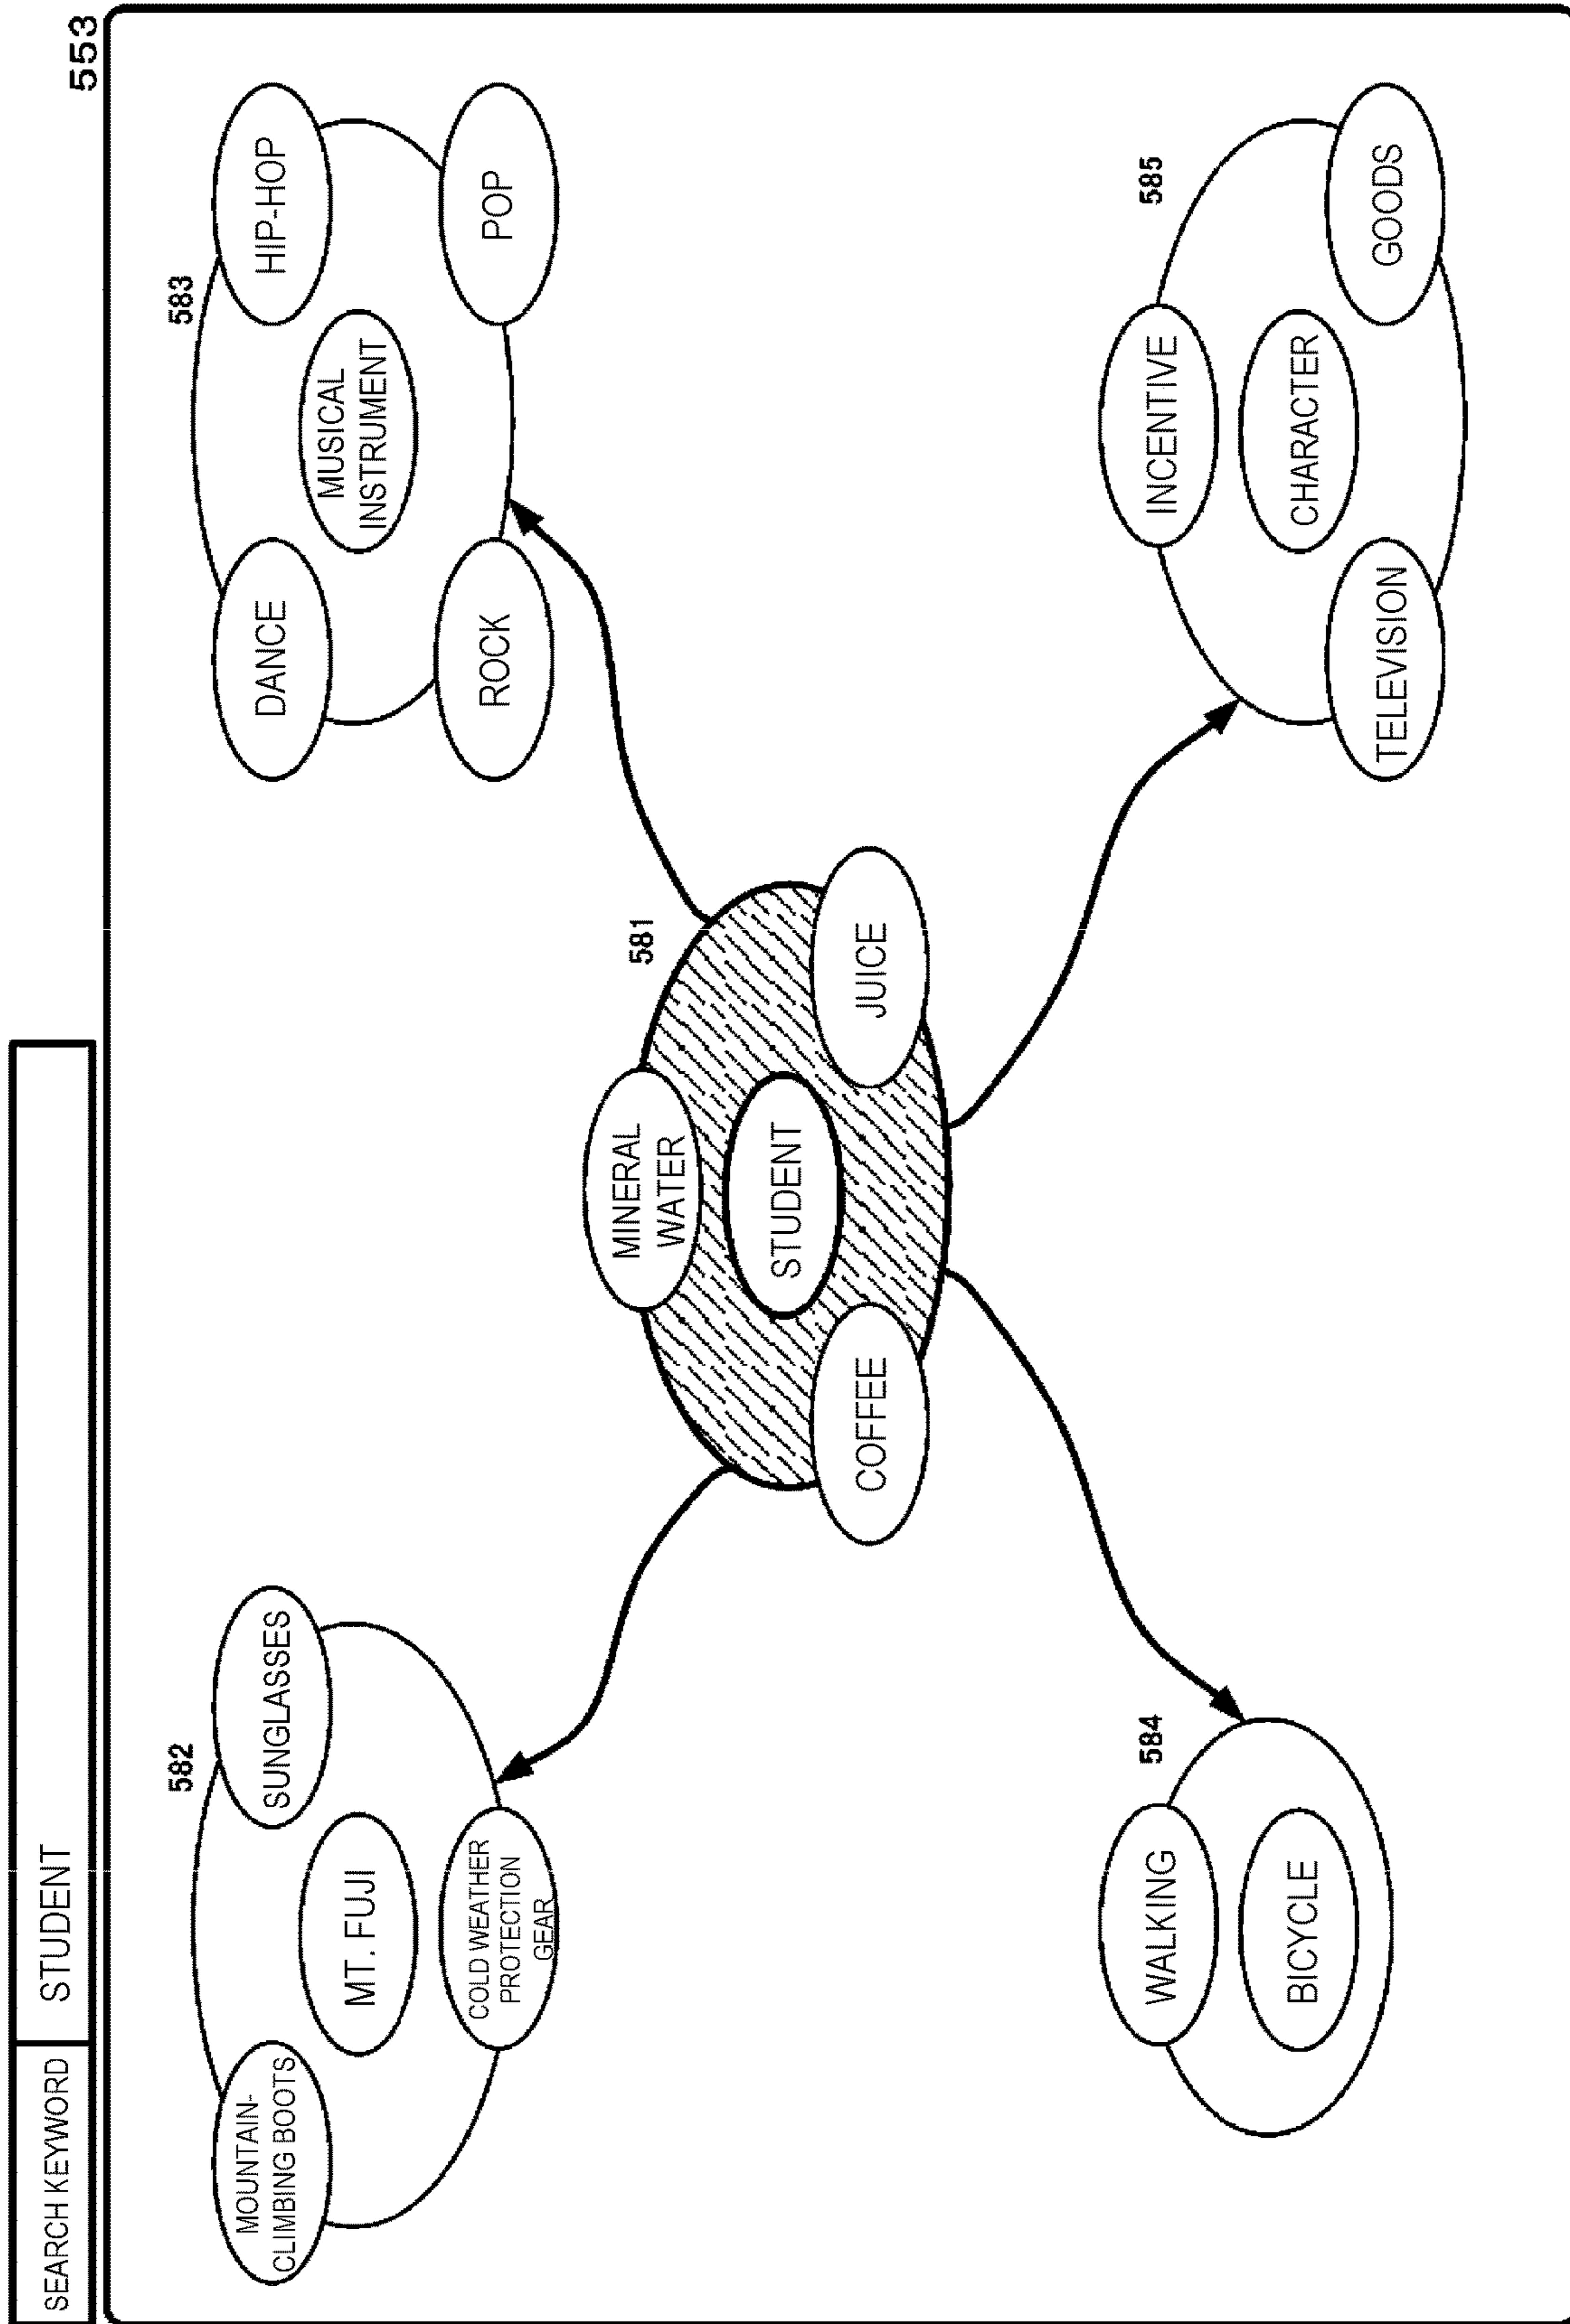 SEARCH KEYWORD
STUDENT
553
582
MOUNTAIN-
CLIMBING BOOTS
SUNGLASSES
MT. FUJI
COLD WEATHER
PROTECTION
GEAR
583
DANCE
HIP-HOP
MUSICAL
INSTRUMENT
ROCK
POP
581
MINERAL
WATER
STUDENT
COFFEE
JUICE
584
WALKING
BICYCLE
585
INCENTIVE
CHARACTER
TELEVISION
GOODS